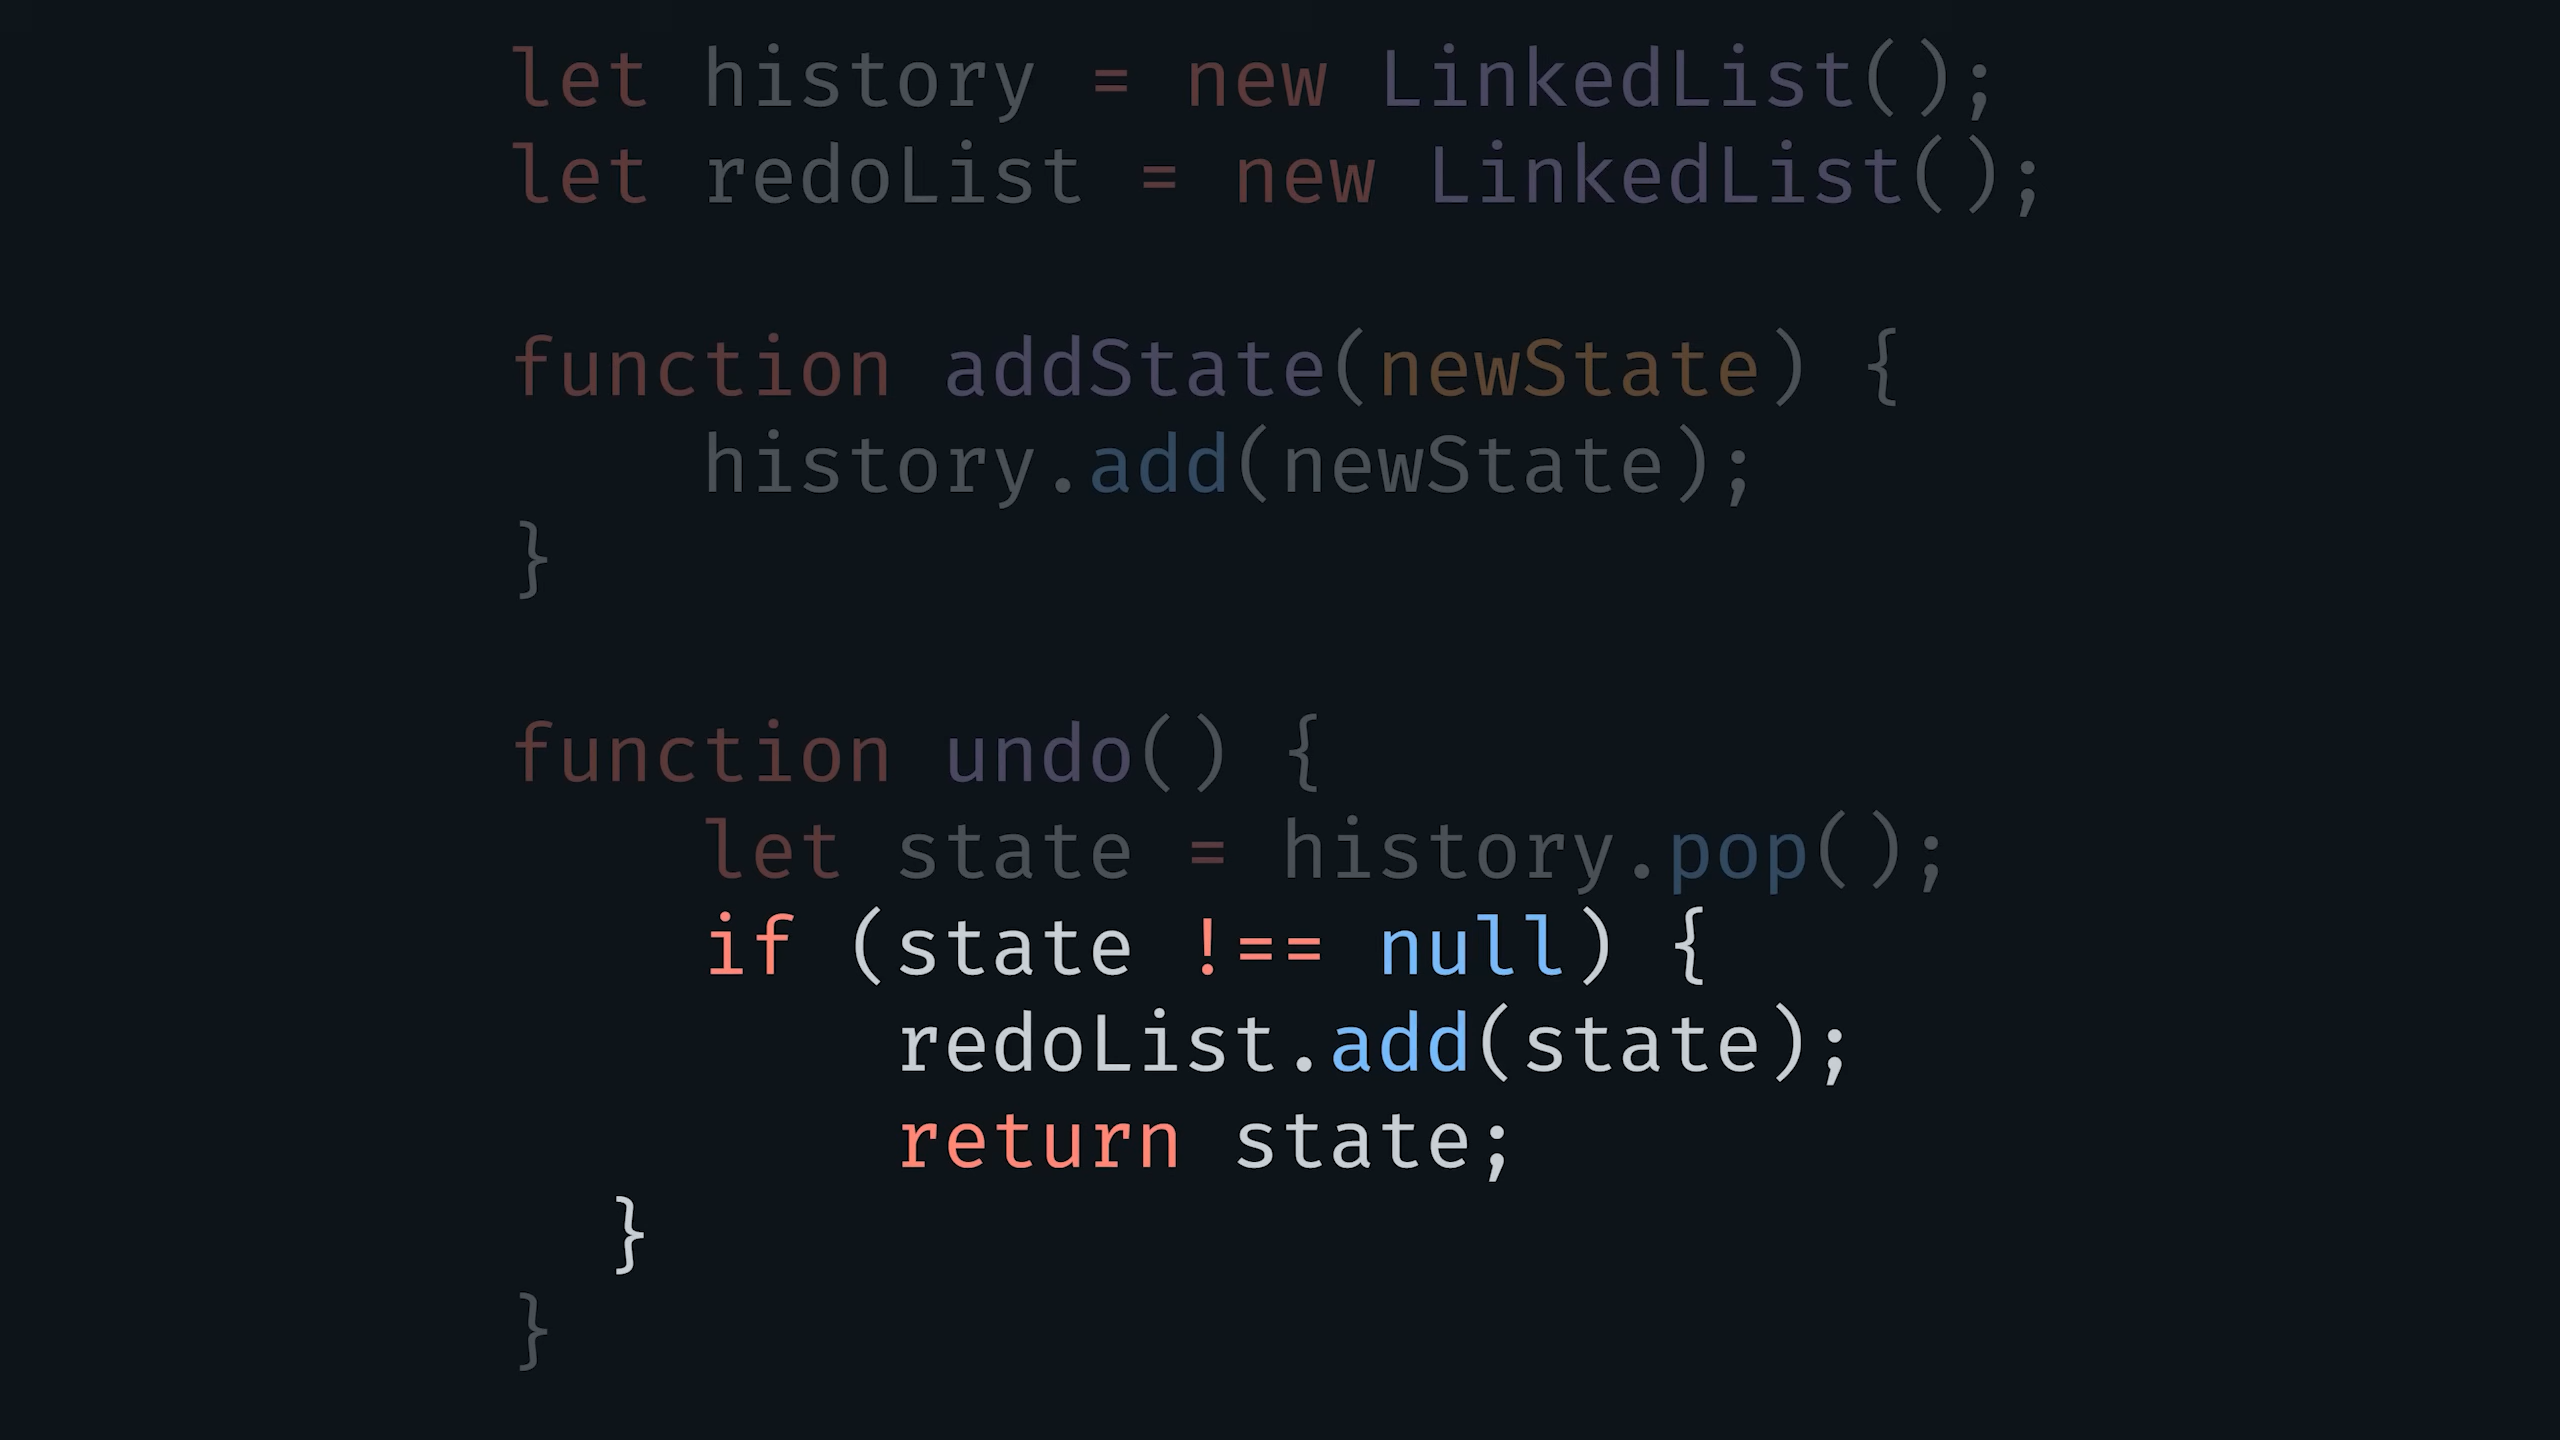 let history = new LinkedList();
let redoList = new LinkedList();

function addState(newState) {
    history.add(newState);
}

function undo() {
    let state = history.pop();
    if (state !== null) {
        redoList.add(state);
        return state;
  }
}